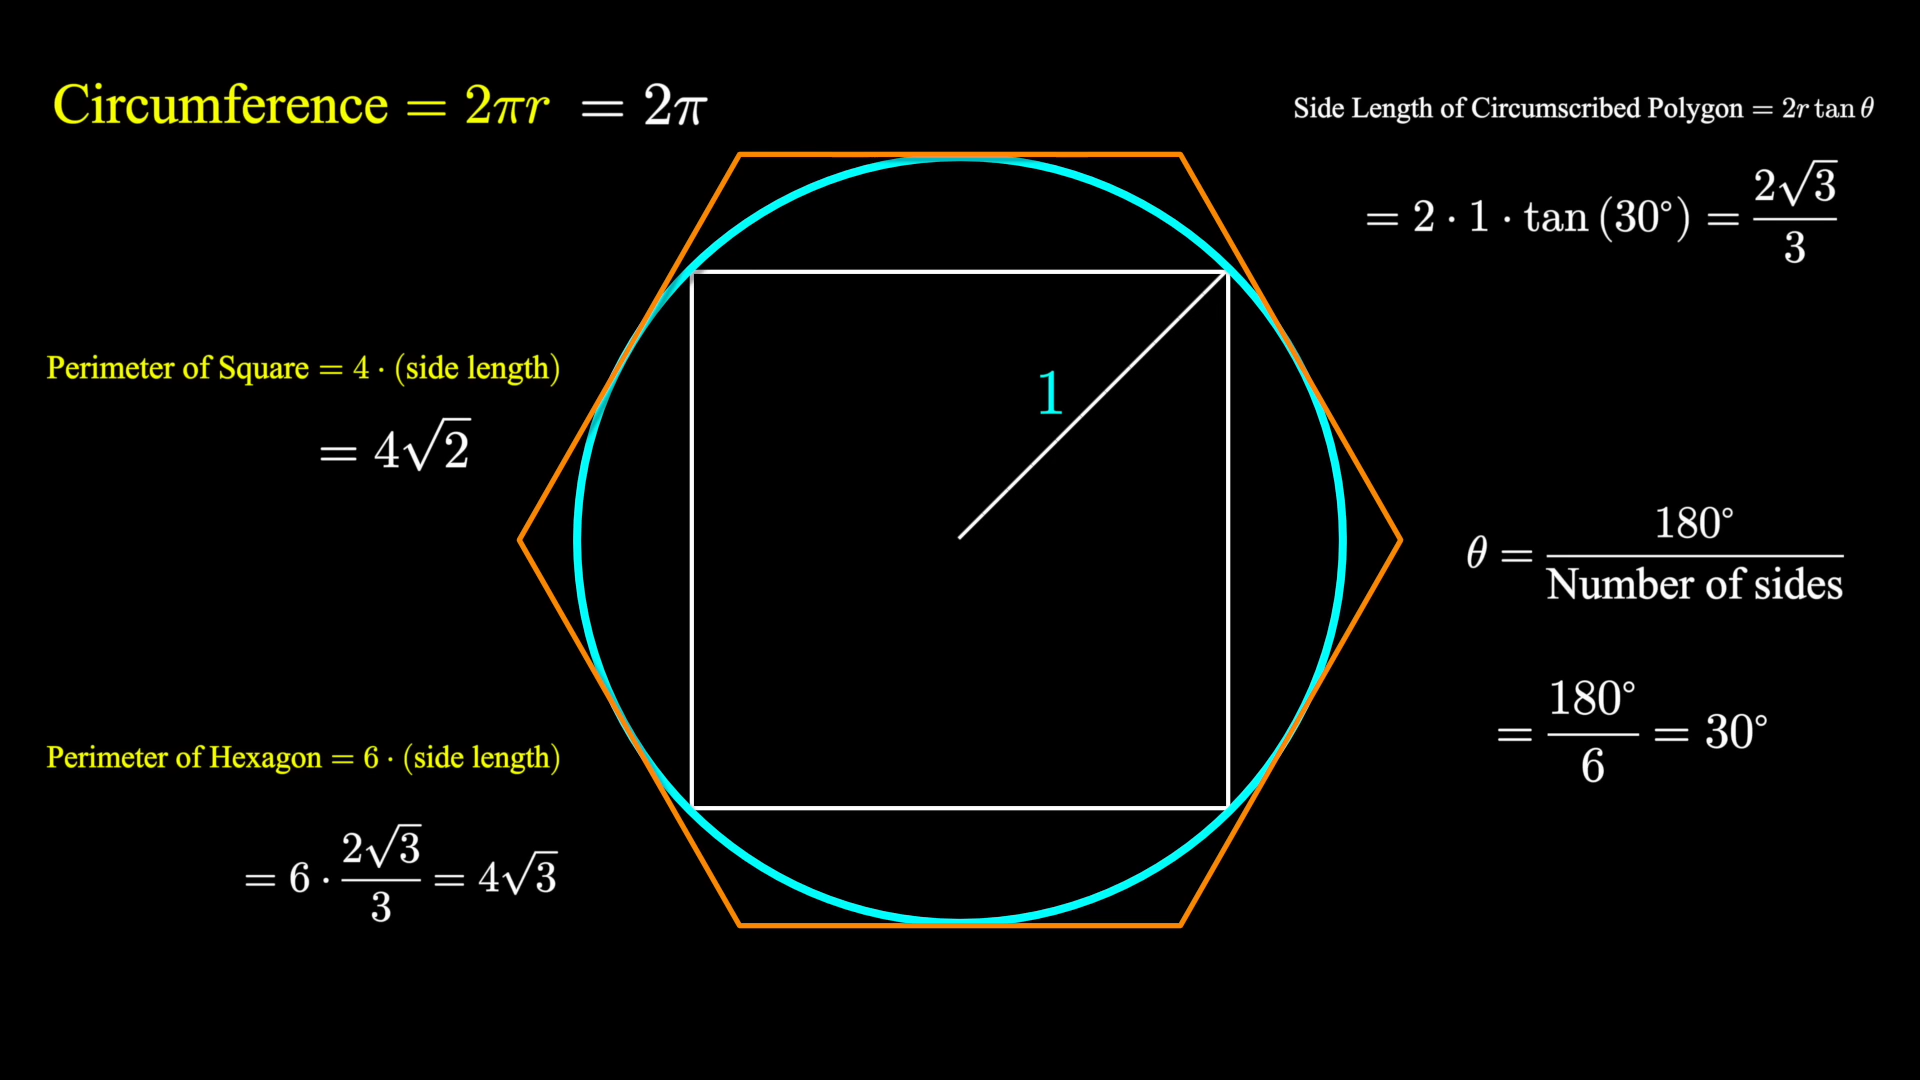 Circumference = 2πr = 2π
Side Length of Circumscribed Polygon = 2r tan θ
= 2 · 1 · tan (30°) = 2√3/3
Perimeter of Square = 4 · (side length)
= 4√2
1
θ = 180°/Number of sides
= 180°/6 = 30°
Perimeter of Hexagon = 6 · (side length)
= 6 · 2√3/3 = 4√3